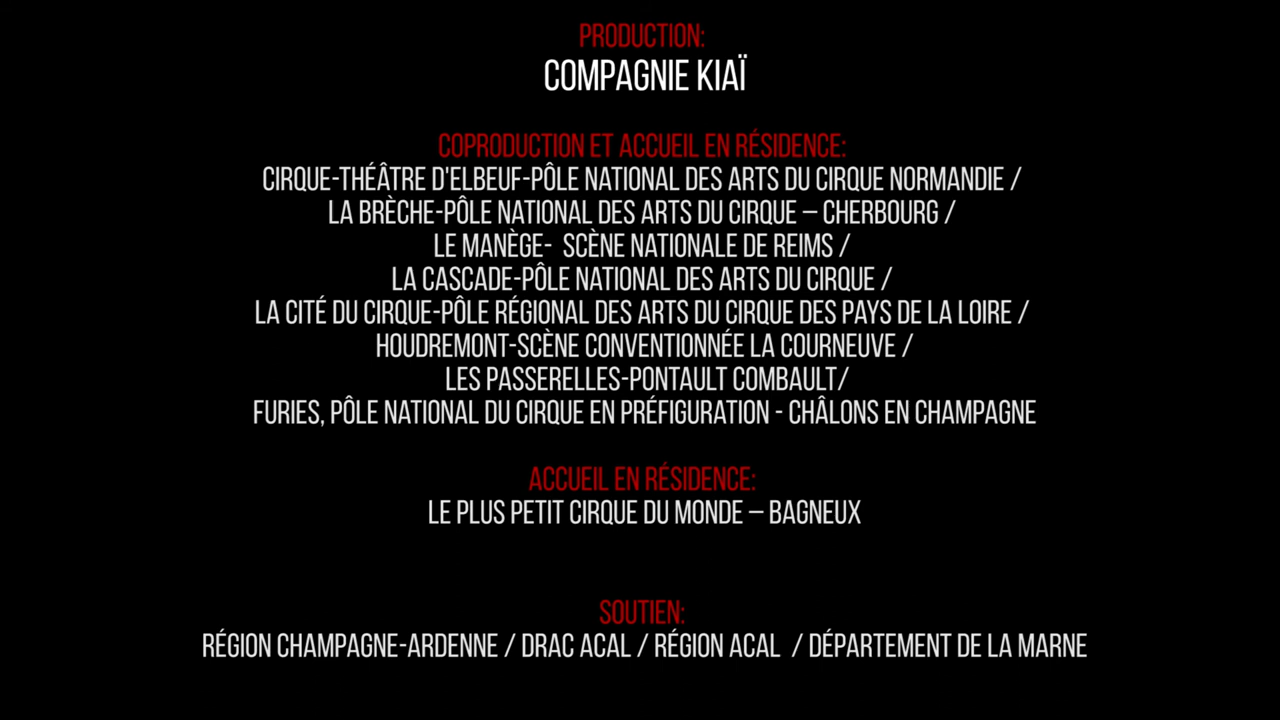 PRODUCTION:
COMPAGNIE KIAÏ
COPRODUCTION ET ACCUEIL EN RÉSIDENCE:
CIRQUE-THÉÂTRE D'ELBEUF-PÔLE NATIONAL DES ARTS DU CIRQUE NORMANDIE /
LA BRÈCHE-PÔLE NATIONAL DES ARTS DU CIRQUE – CHERBOURG /
LE MANÈGE-  SCÈNE NATIONALE DE REIMS /
LA CASCADE-PÔLE NATIONAL DES ARTS DU CIRQUE /
LA CITÉ DU CIRQUE-PÔLE RÉGIONAL DES ARTS DU CIRQUE DES PAYS DE LA LOIRE /
HOUDREMONT-SCÈNE CONVENTIONNÉE LA COURNEUVE /
LES PASSERELLES-PONTAULT COMBAULT/
FURIES, PÔLE NATIONAL DU CIRQUE EN PRÉFIGURATION - CHÂLONS EN CHAMPAGNE
ACCUEIL EN RÉSIDENCE:
LE PLUS PETIT CIRQUE DU MONDE – BAGNEUX
SOUTIEN:
RÉGION CHAMPAGNE-ARDENNE / DRAC ACAL / RÉGION ACAL  / DÉPARTEMENT DE LA MARNE